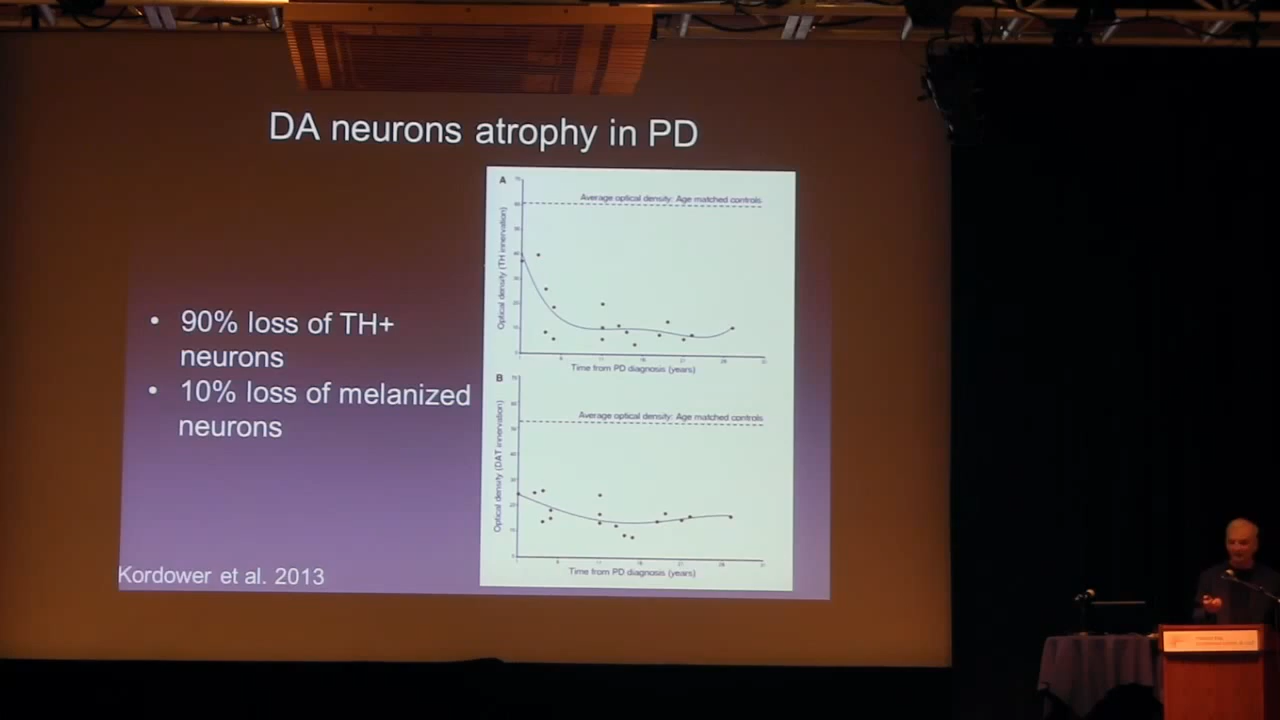 DA neurons atrophy in PD
• 90% loss of TH+
neurons
• 10% loss of melanized
neurons
Kordower et al. 2013
A
Average optical density: Age matched controls
Optical density (TH innervation)
Time from PD diagnosis (years)
B
Average optical density: Age matched controls
Optical density (DAT innervation)
Time from PD diagnosis (years)